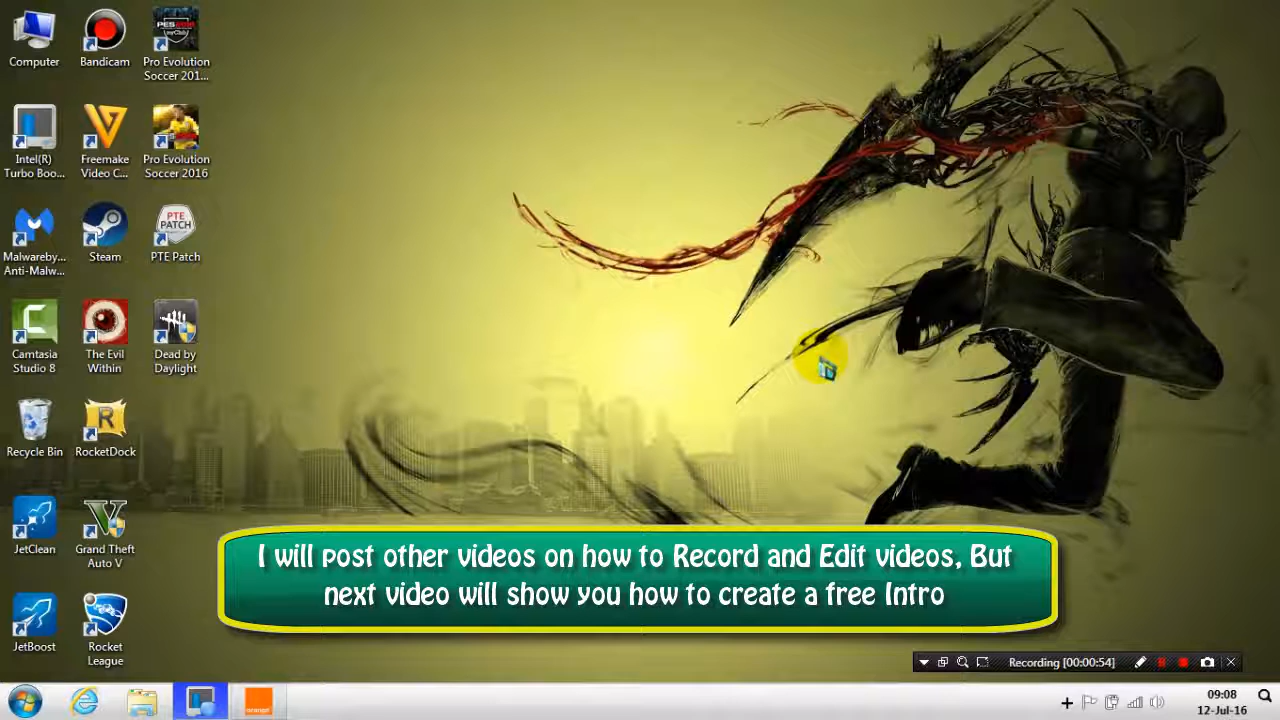 Computer
Bandicam
Pro Evolution
Soccer 201...
Intel(R)
Turbo Boo...
Freemake
Video C...
Pro Evolution
Soccer 2016
Malwareby...
Anti-Malw...
Steam
PTE
PATCH
PTE Patch
Camtasia
Studio 8
The Evil
Within
Dead by
Daylight
Recycle Bin
R
RocketDock
JetClean
V
Grand Theft
Auto V
JetBoost
Rocket
League
I will post other videos on how to Record and Edit videos, But
next video will show you how to create a free Intro
Recording [00:00:54]
09:08
12-Jul-16